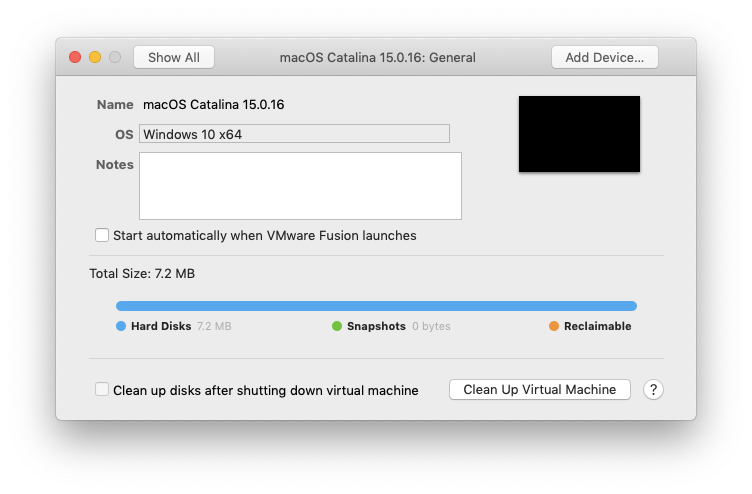 Show All macOS Catalina 15.0.16: General Add Device...
Name macOS Catalina 15.0.16
OS Windows 10 x64
Notes
Start automatically when VMware Fusion launches
Total Size: 7.2 MB
Hard Disks 7.2 MB Snapshots 0 bytes Reclaimable
Clean up disks after shutting down virtual machine Clean Up Virtual Machine ?